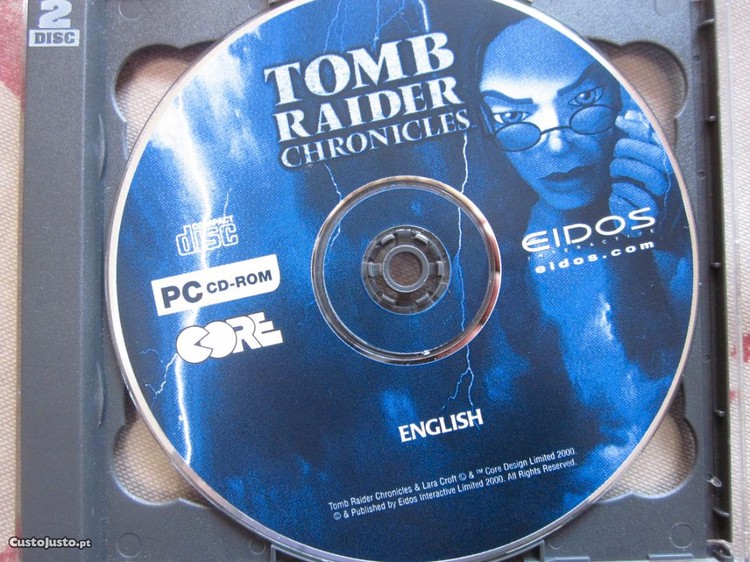 2
DISC
TOMB
RAIDER
CHRONICLES™
COMPACT
disc
PC CD-ROM
CORE
EIDOS
INTERACTIVE
eidos.com
ENGLISH
Tomb Raider Chronicles & Lara Croft © & ™ Core Design Limited 2000.
© & Published by Eidos Interactive Limited 2000. All Rights Reserved.
CustoJusto.pt